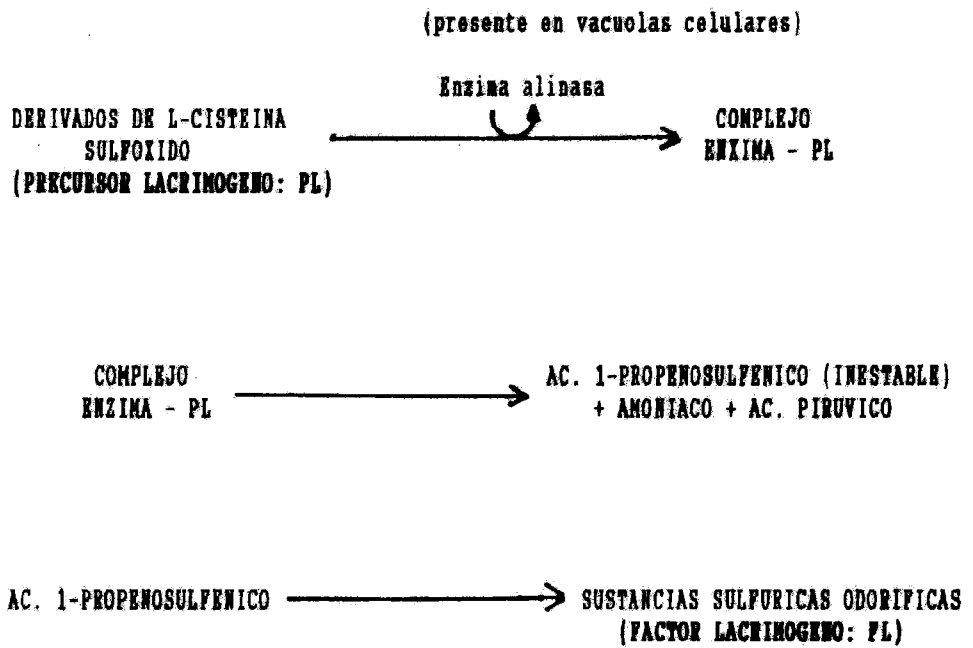 (presente en vacuolas celulares)
Enzima alinasa
DERIVADOS DE L-CISTEINA
SULFOXIDO
(PRECURSOR LACRIMOGENO: PL)
COMPLEJO
ENXIMA - PL
COMPLEJO
ENZIMA - PL
AC. 1-PROPENOSULFENICO (INESTABLE)
+ AMONIACO + AC. PIRUVICO
AC. 1-PROPENOSULFENICO
SUSTANCIAS SULFURICAS ODORIFICAS
(FACTOR LACRIMOGENO: FL)